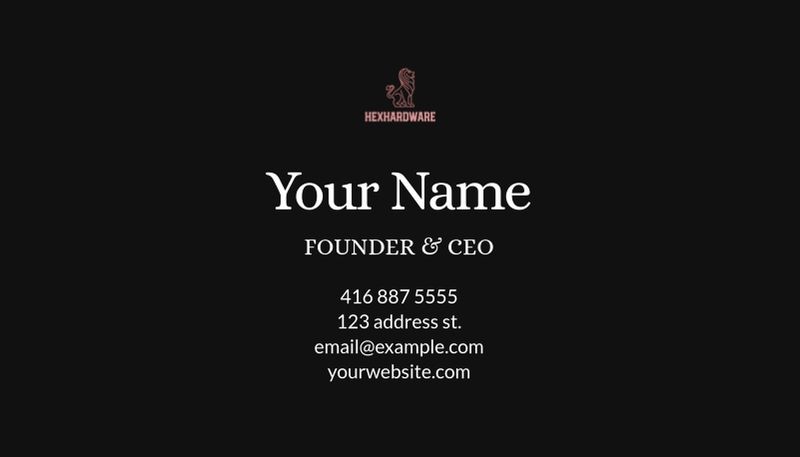 HEXHARDWARE
Your Name
FOUNDER & CEO
416 887 5555
123 address st.
email@example.com
yourwebsite.com